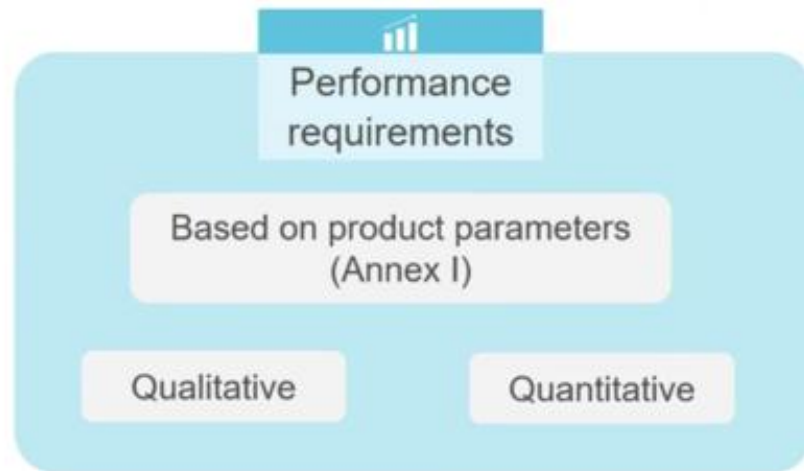 Performance
requirements
Based on product parameters
(Annex I)
Qualitative
Quantitative